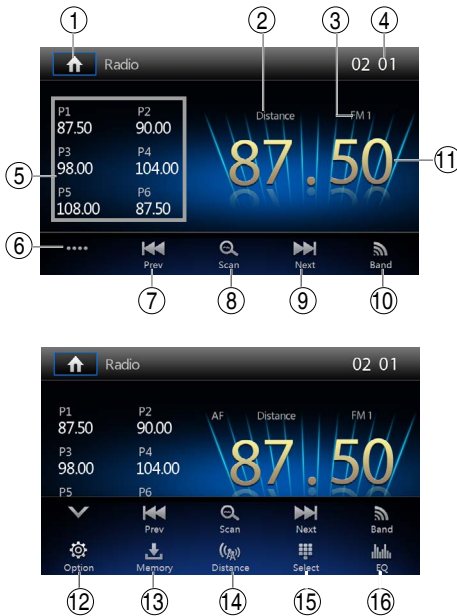 1 2 3 4
Radio 02 01
Distance FM 1
P1 P2
87.50 90.00
P3 P4
98.00 104.00
P5 P6
108.00 87.50
87.50
5
11
6
Prev Scan Next Band
7 8 9 10
Radio 02 01
AF Distance FM 1
P1 P2
87.50 90.00
P3 P4
98.00 104.00
P5 P6
87.50
Prev Scan Next Band
Option Memory Distance Select EQ
12 13 14 15 16